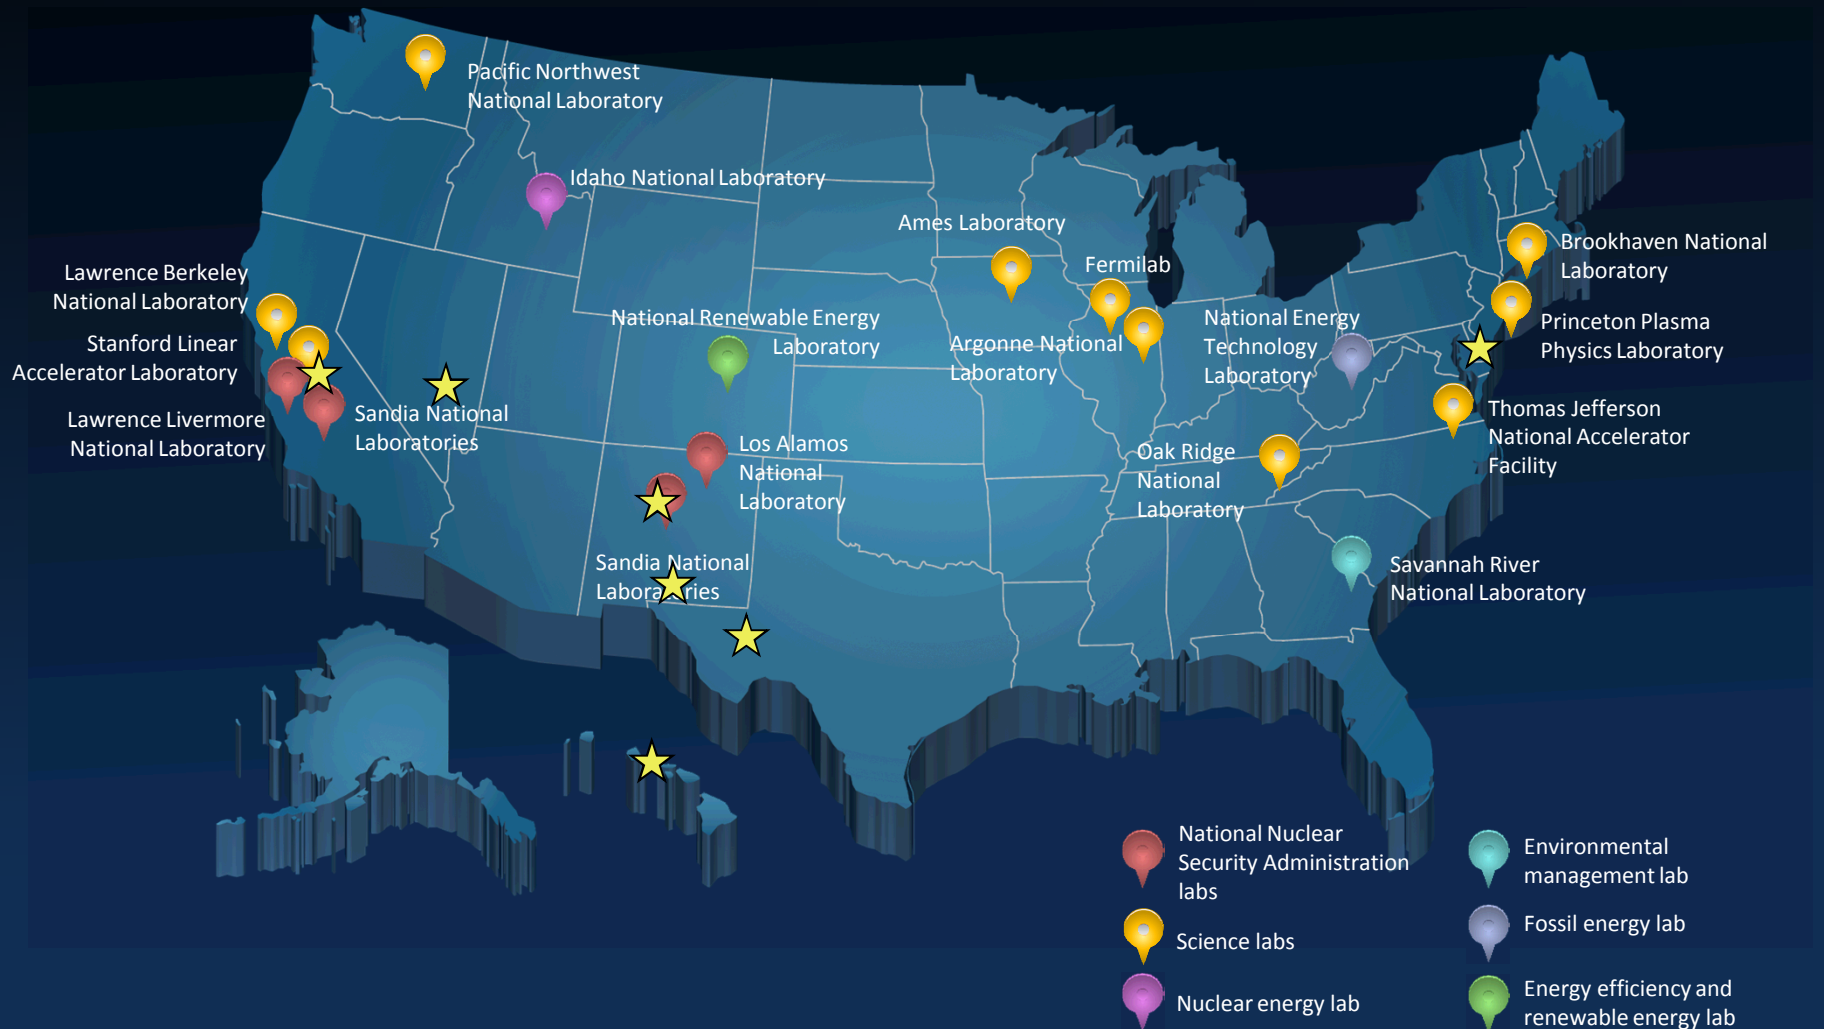 Pacific Northwest
National Laboratory
Idaho National Laboratory
Ames Laboratory
Fermilab
Brookhaven National
Laboratory
Lawrence Berkeley
National Laboratory
National Renewable Energy
Laboratory
National Energy
Technology
Laboratory
Argonne National
Laboratory
Princeton Plasma
Physics Laboratory
Stanford Linear
Accelerator Laboratory
Lawrence Livermore
National Laboratory
Sandia National
Laboratories
Los Alamos
National
Laboratory
Oak Ridge
National
Laboratory
Thomas Jefferson
National Accelerator
Facility
Sandia National
Laboratories
Savannah River
National Laboratory
National Nuclear
Security Administration
labs
Science labs
Nuclear energy lab
Environmental
management lab
Fossil energy lab
Energy efficiency and
renewable energy lab